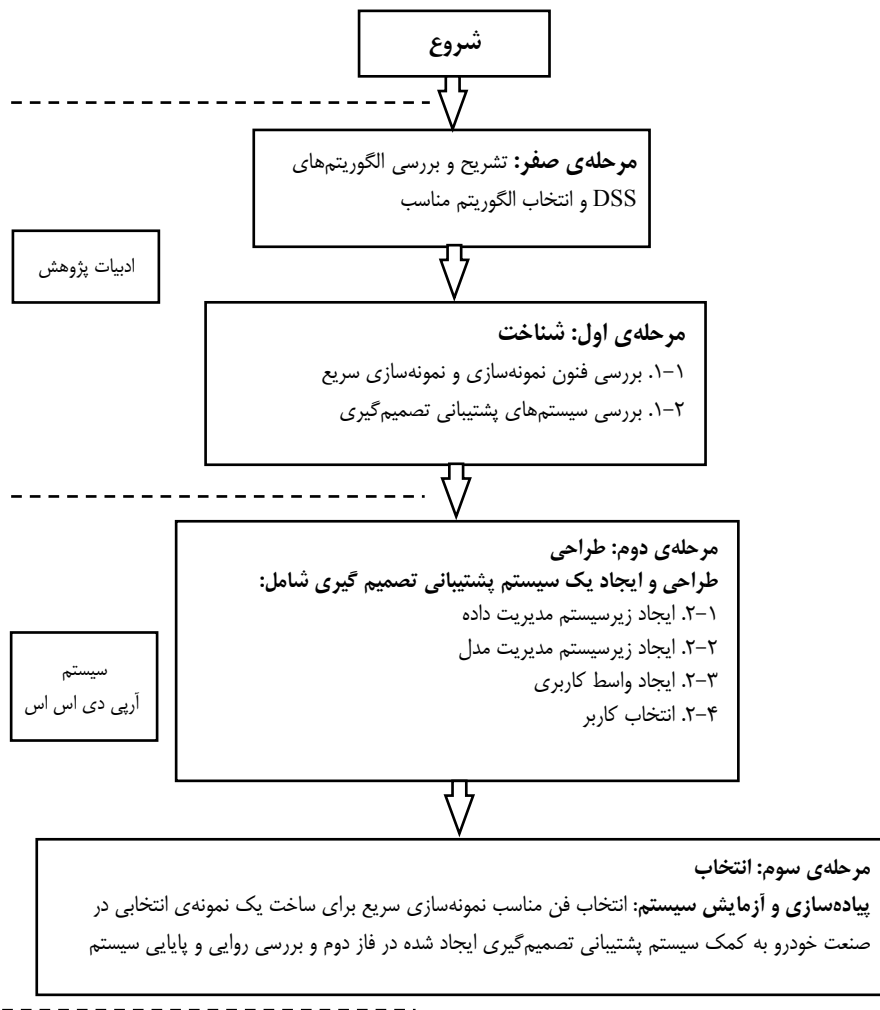 شروع
مرحله‌ی صفر: تشریح و بررسی الگوریتم‌های
DSS و انتخاب الگوریتم مناسب
ادبیات پژوهش
مرحله‌ی اول: شناخت
۱-۱. بررسی فنون نمونه‌سازی و نمونه‌سازی سریع
۱-۲. بررسی سیستم‌های پشتیبانی تصمیم‌گیری
مرحله‌ی دوم: طراحی
طراحی و ایجاد یک سیستم پشتیبانی تصمیم گیری شامل:
۲-۱. ایجاد زیرسیستم مدیریت داده
۲-۲. ایجاد زیرسیستم مدیریت مدل
۲-۳. ایجاد واسط کاربری
۲-۴. انتخاب کاربر
سیستم
آرپی دی اس اس
مرحله‌ی سوم: انتخاب
پیاده‌سازی و آزمایش سیستم: انتخاب فن مناسب نمونه‌سازی سریع برای ساخت یک نمونه‌ی انتخابی در
صنعت خودرو به کمک سیستم پشتیبانی تصمیم‌گیری ایجاد شده در فاز دوم و بررسی روایی و پایایی سیستم